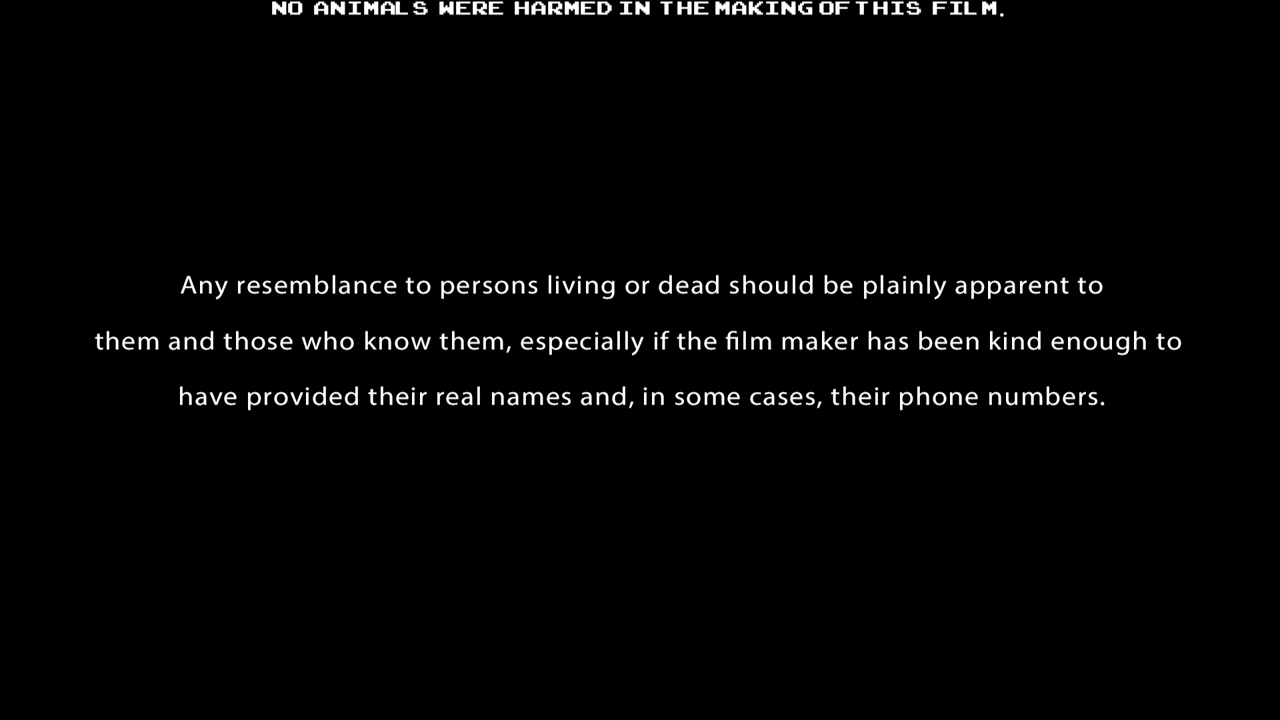 NO ANIMALS WERE HARMED IN THE MAKING OF THIS FILM.
Any resemblance to persons living or dead should be plainly apparent to
them and those who know them, especially if the film maker has been kind enough to
have provided their real names and, in some cases, their phone numbers.